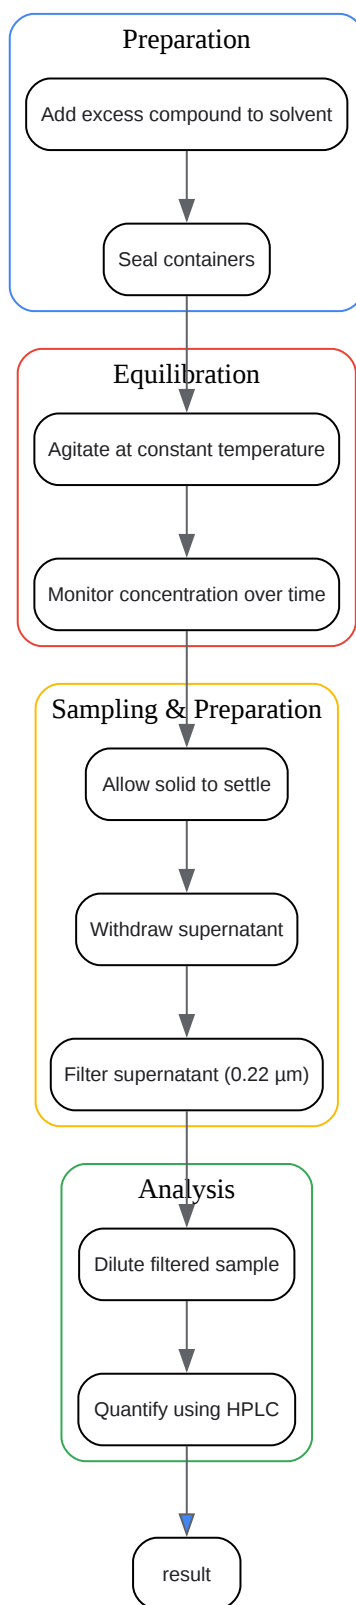 Preparation
Add excess compound to solvent
Seal containers
Equilibration
Agitate at constant temperature
Monitor concentration over time
Sampling & Preparation
Allow solid to settle
Withdraw supernatant
Filter supernatant (0.22 µm)
Analysis
Dilute filtered sample
Quantify using HPLC
result